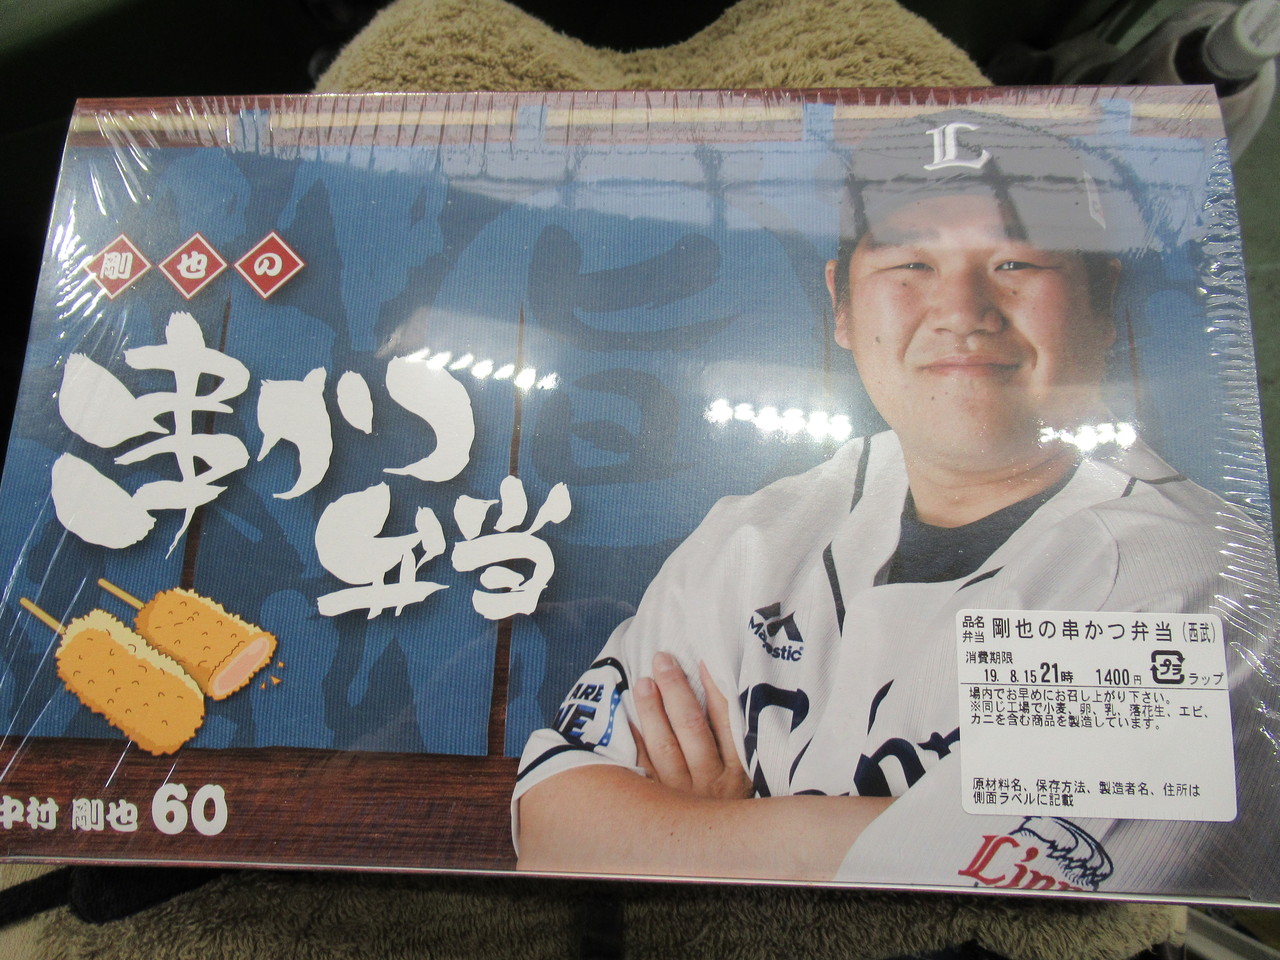 剛也の
串かつ
弁当
中村 剛也 60
L
Majestic
ARE
Lions
品名 剛也の串かつ弁当(西武)
弁当
消費期限
19. 8.15 21時 1400円 プラ ラップ
場内でお早めにお召し上がり下さい。
※同じ工場で小麦、卵、乳、落花生、エビ、
カニを含む商品を製造しています。
原材料名、保存方法、製造者名、住所は
側面ラベルに記載